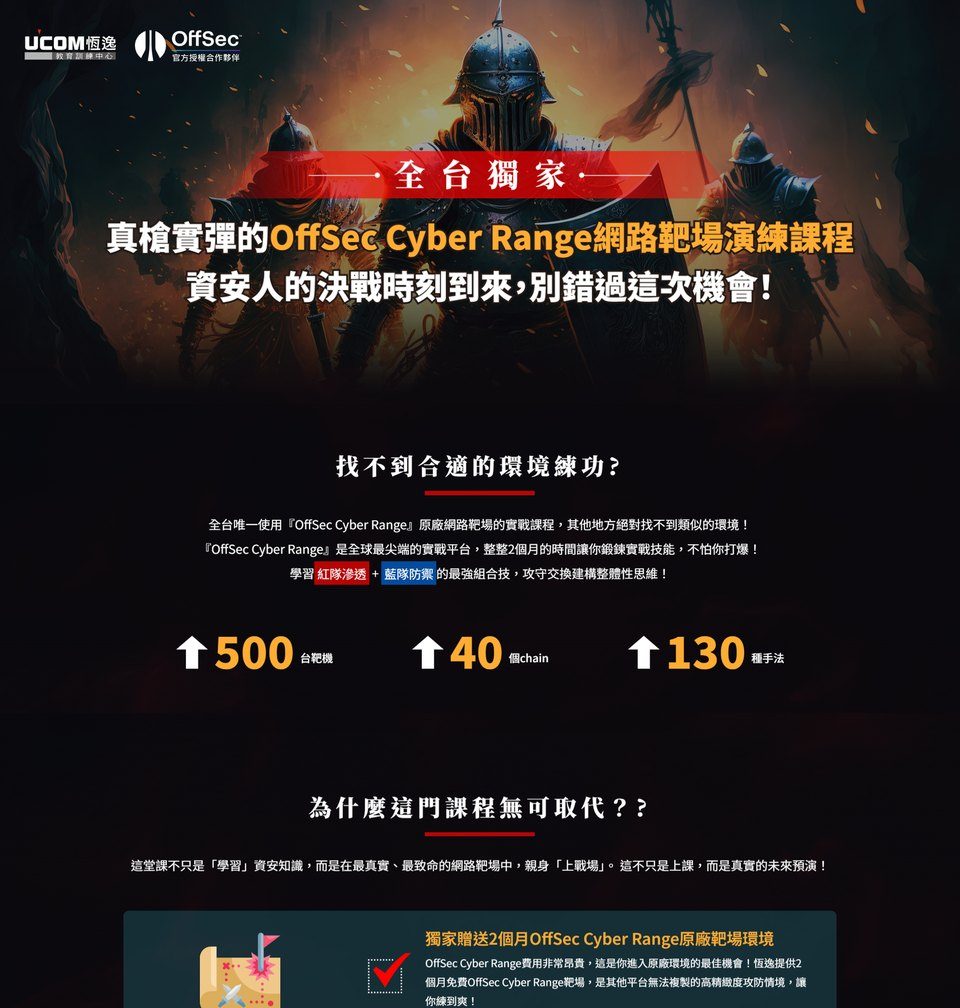 UCOM恆逸
教育訓練中心
OffSec
官方授權合作夥伴
全台獨家
真槍實彈的OffSec Cyber Range網路靶場演練課程
資安人的決戰時刻到來,別錯過這次機會!
找不到合適的環境練功?
全台唯一使用『OffSec Cyber Range』原廠網路靶場的實戰課程,其他地方絕對找不到類似的環境!
『OffSec Cyber Range』是全球最尖端的實戰平台,整整2個月的時間讓你鍛鍊實戰技能,不怕你打爆!
學習 紅隊滲透 + 藍隊防禦 的最強組合技,攻守交換建構整體性思維!
500 台靶機
40 個chain
130 種手法
為什麼這門課程無可取代??
這堂課不只是「學習」資安知識,而是在最真實、最致命的網路靶場中,親身「上戰場」。這不只是上課,而是真實的未來預演!
獨家贈送2個月OffSec Cyber Range原廠靶場環境
OffSec Cyber Range費用非常昂貴,這是你進入原廠環境的最佳機會!恆逸提供2
個月免費OffSec Cyber Range靶場,是其他平台無法複製的高精緻度攻防情境,讓
你練到爽!